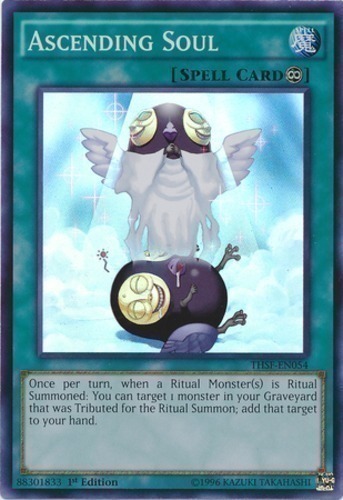 ASCENDING SOUL
魔
[SPELL CARD]
THSF-EN054
Once per turn, when a Ritual Monster(s) is Ritual
Summoned: You can target 1 monster in your Graveyard
that was Tributed for the Ritual Summon; add that target
to your hand.
88301833 1st Edition ©1996 KAZUKI TAKAHASHI